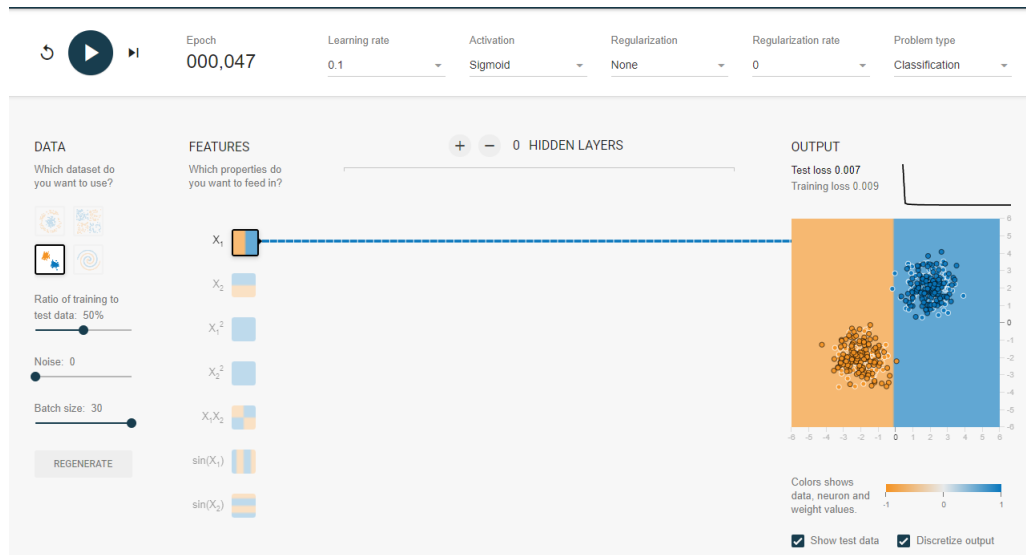 Epoch
000,047
Learning rate
0.1
Activation
Sigmoid
Regularization
None
Regularization rate
0
Problem type
Classification
DATA
Which dataset do
you want to use?
Ratio of training to
test data: 50%
Noise: 0
Batch size: 30
REGENERATE
FEATURES
Which properties do
you want to feed in?
X₁
X₂
X₁²
X₂²
X₁X₂
sin(X₁)
sin(X₂)
+ − 0 HIDDEN LAYERS
OUTPUT
Test loss 0.007
Training loss 0.009
6
5
4
3
2
1
0
-1
-2
-3
-4
-5
-6
-6 -5 -4 -3 -2 -1 0 1 2 3 4 5 6
Colors shows
data, neuron and
weight values.
-1 0 1
Show test data
Discretize output